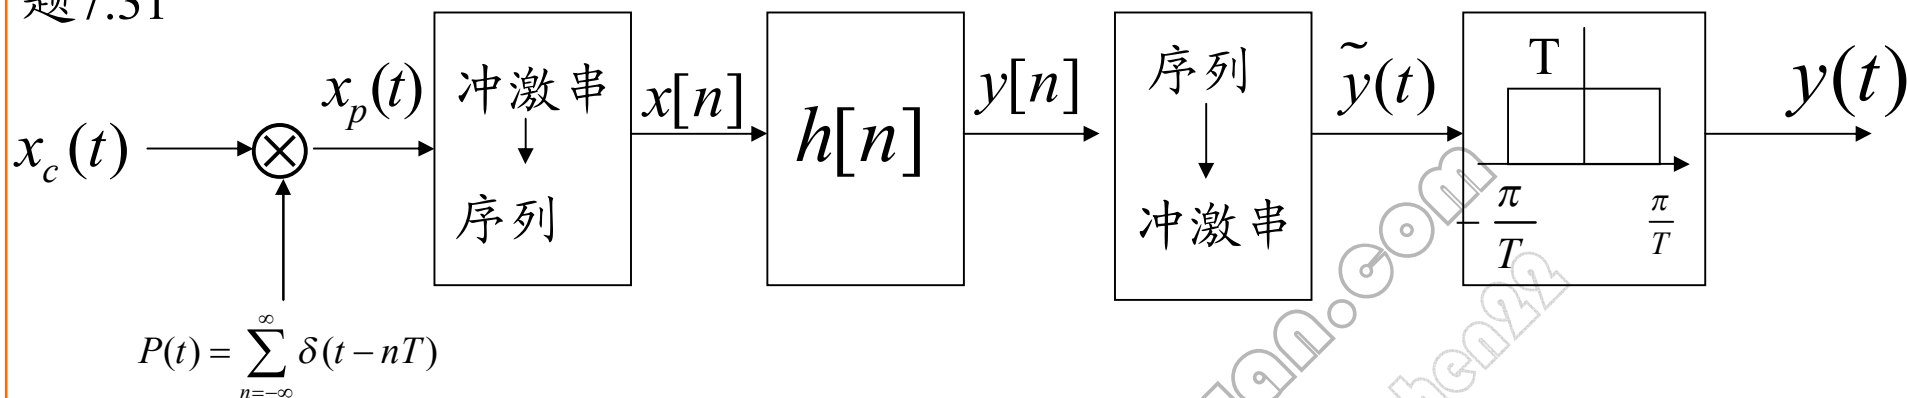 题7.31
x_c(t)
x_p(t)
冲激串
序列
x[n]
h[n]
y[n]
序列
冲激串
ỹ(t)
T
-π/T
π/T
y(t)
P(t) = ∑_{n=-∞}^{∞} δ(t-nT)